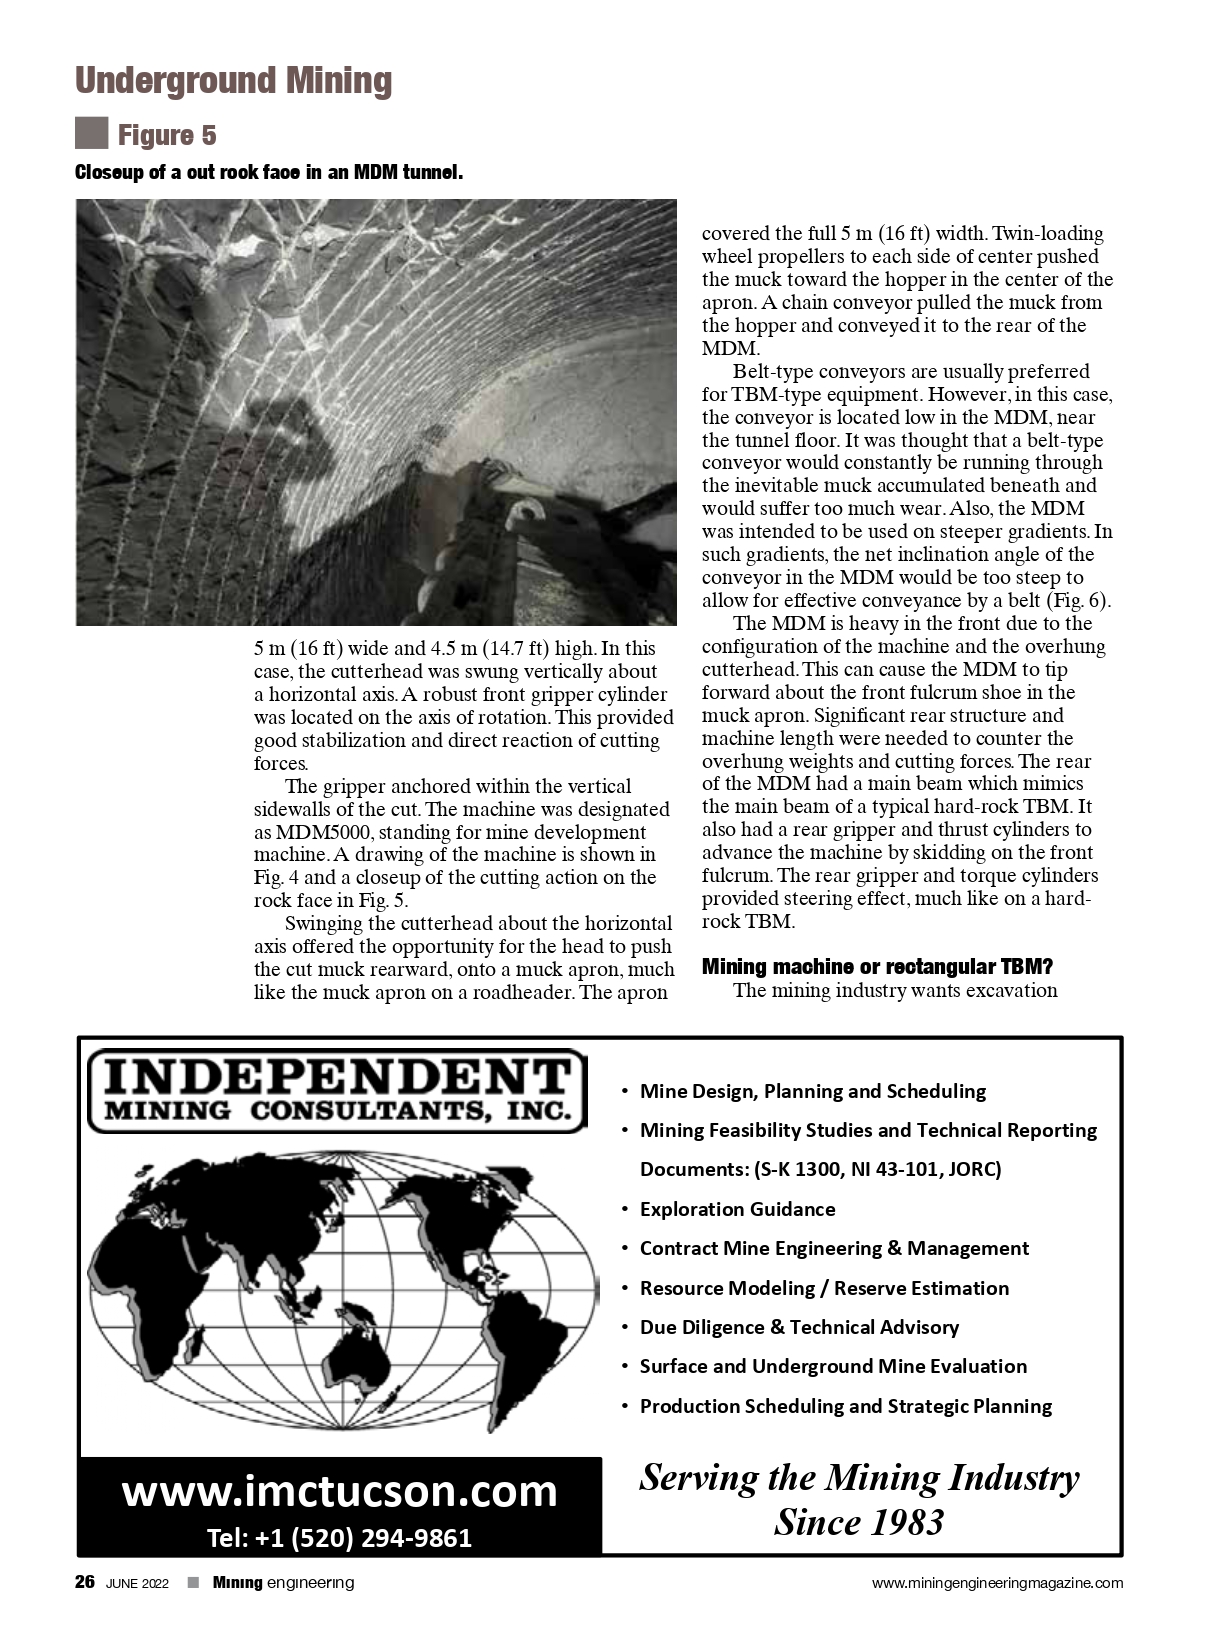 Underground Mining
Figure 5
Closeup of a out rook faoe in an MDM tunnel.
5 m (16 ft) wide and 4.5 m (14.7 ft) high. In this
case, the cutterhead was swung vertically about
a horizontal axis. A robust front gripper cylinder
was located on the axis of rotation. This provided
good stabilization and direct reaction of cutting
forces.
The gripper anchored within the vertical
sidewalls of the cut. The machine was designated
as MDM5000, standing for mine development
machine. A drawing of the machine is shown in
Fig. 4 and a closeup of the cutting action on the
rock face in Fig. 5.
Swinging the cutterhead about the horizontal
axis offered the opportunity for the head to push
the cut muck rearward, onto a muck apron, much
like the muck apron on a roadheader. The apron
covered the full 5 m (16 ft) width. Twin-loading
wheel propellers to each side of center pushed
the muck toward the hopper in the center of the
apron. A chain conveyor pulled the muck from
the hopper and conveyed it to the rear of the
MDM.
Belt-type conveyors are usually preferred
for TBM-type equipment. However, in this case,
the conveyor is located low in the MDM, near
the tunnel floor. It was thought that a belt-type
conveyor would constantly be running through
the inevitable muck accumulated beneath and
would suffer too much wear. Also, the MDM
was intended to be used on steeper gradients. In
such gradients, the net inclination angle of the
conveyor in the MDM would be too steep to
allow for effective conveyance by a belt (Fig. 6).
The MDM is heavy in the front due to the
configuration of the machine and the overhung
cutterhead. This can cause the MDM to tip
forward about the front fulcrum shoe in the
muck apron. Significant rear structure and
machine length were needed to counter the
overhung weights and cutting forces. The rear
of the MDM had a main beam which mimics
the main beam of a typical hard-rock TBM. It
also had a rear gripper and thrust cylinders to
advance the machine by skidding on the front
fulcrum. The rear gripper and torque cylinders
provided steering effect, much like on a hard-
rock TBM.
Mining machine or rectangular TBM?
The mining industry wants excavation
INDEPENDENT
MINING CONSULTANTS, INC.
• Mine Design, Planning and Scheduling
• Mining Feasibility Studies and Technical Reporting
Documents: (S-K 1300, NI 43-101, JORC)
• Exploration Guidance
• Contract Mine Engineering & Management
• Resource Modeling / Reserve Estimation
• Due Diligence & Technical Advisory
• Surface and Underground Mine Evaluation
• Production Scheduling and Strategic Planning
www.imctucson.com
Tel: +1 (520) 294-9861
Serving the Mining Industry
Since 1983
26 JUNE 2022 Mining engineering
www.miningengineeringmagazine.com